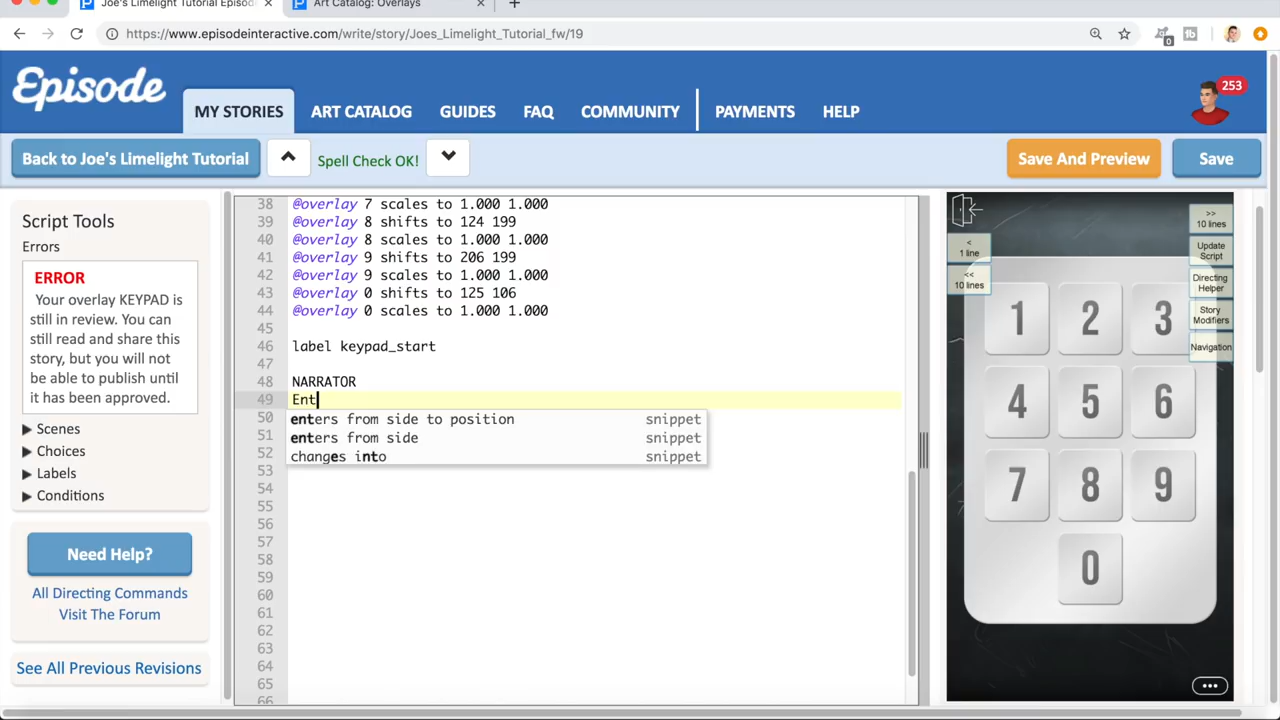 Joe's Limelight Tutorial Episod
Art Catalog: Overlays
https://www.episodeinteractive.com/write/story/Joes_Limelight_Tutorial_fw/19
0
Episode
MY STORIES
ART CATALOG
GUIDES
FAQ
COMMUNITY
PAYMENTS
HELP
253
Back to Joe's Limelight Tutorial
Spell Check OK!
Save And Preview
Save
Script Tools
Errors
ERROR
Your overlay KEYPAD is
still in review. You can
still read and share this
story, but you will not
be able to publish until
it has been approved.
Scenes
Choices
Labels
Conditions
Need Help?
All Directing Commands
Visit The Forum
See All Previous Revisions
38 @overlay 7 scales to 1.000 1.000
39 @overlay 8 shifts to 124 199
40 @overlay 8 scales to 1.000 1.000
41 @overlay 9 shifts to 206 199
42 @overlay 9 scales to 1.000 1.000
43 @overlay 0 shifts to 125 106
44 @overlay 0 scales to 1.000 1.000
45
46 label keypad_start
47
48 NARRATOR
49 Ent
50 enters from side to position snippet
51 enters from side snippet
52 changes into snippet
53
54
55
56
57
58
59
60
61
62
63
64
65
66
>>
10 lines
<
1 line
Update
Script
<<
10 lines
Directing
Helper
Story
Modifiers
Navigation
1 2 3
4 5 6
7 8 9
0